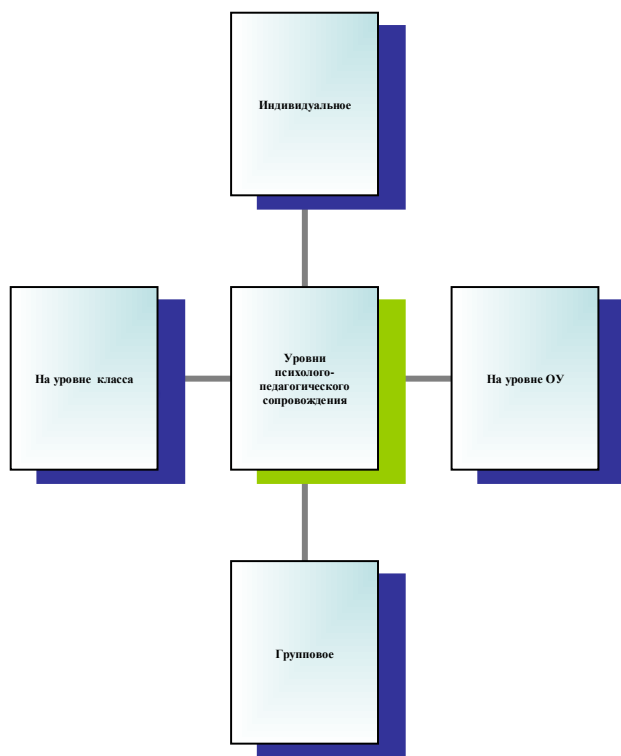 Индивидуальное
На уровне класса
Уровни
психолого-
педагогического
сопровождения
На уровне ОУ
Групповое